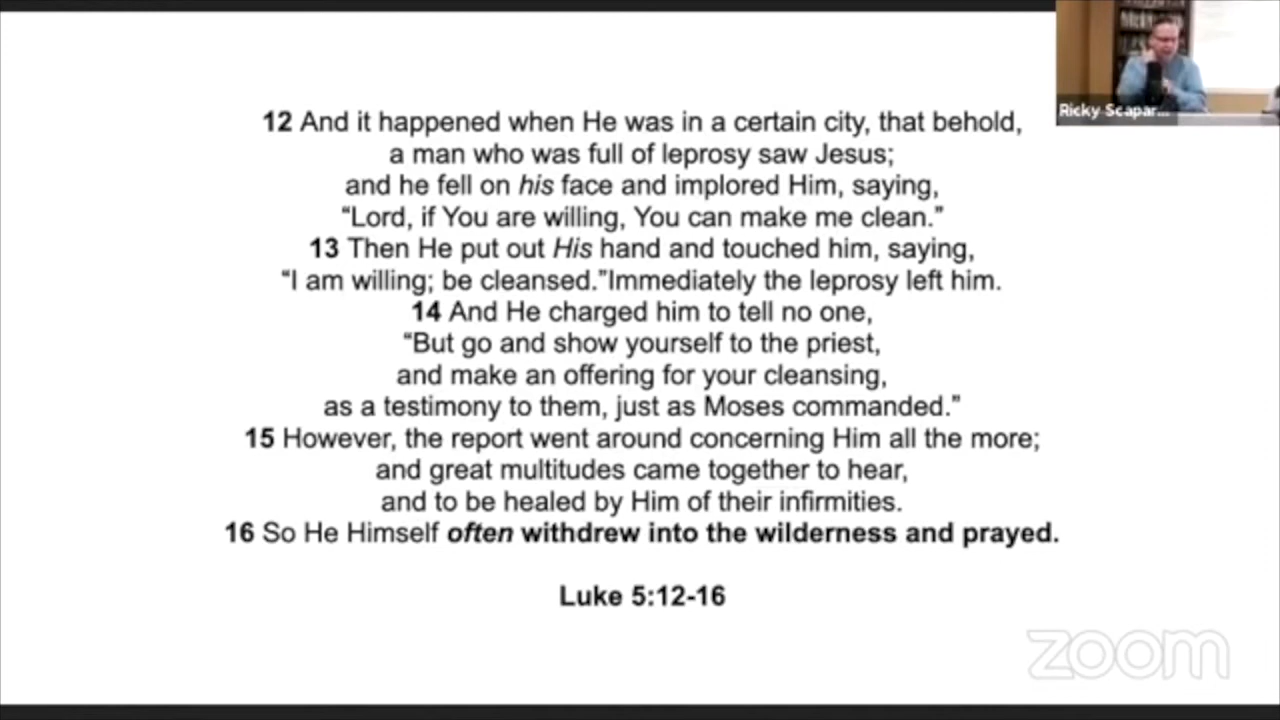 12 And it happened when He was in a certain city, that behold,
a man who was full of leprosy saw Jesus;
and he fell on his face and implored Him, saying,
“Lord, if You are willing, You can make me clean.”
13 Then He put out His hand and touched him, saying,
“I am willing; be cleansed.”Immediately the leprosy left him.
14 And He charged him to tell no one,
“But go and show yourself to the priest,
and make an offering for your cleansing,
as a testimony to them, just as Moses commanded.”
15 However, the report went around concerning Him all the more;
and great multitudes came together to hear,
and to be healed by Him of their infirmities.
16 So He Himself often withdrew into the wilderness and prayed.
Luke 5:12-16
Ricky Scapar...
zoom